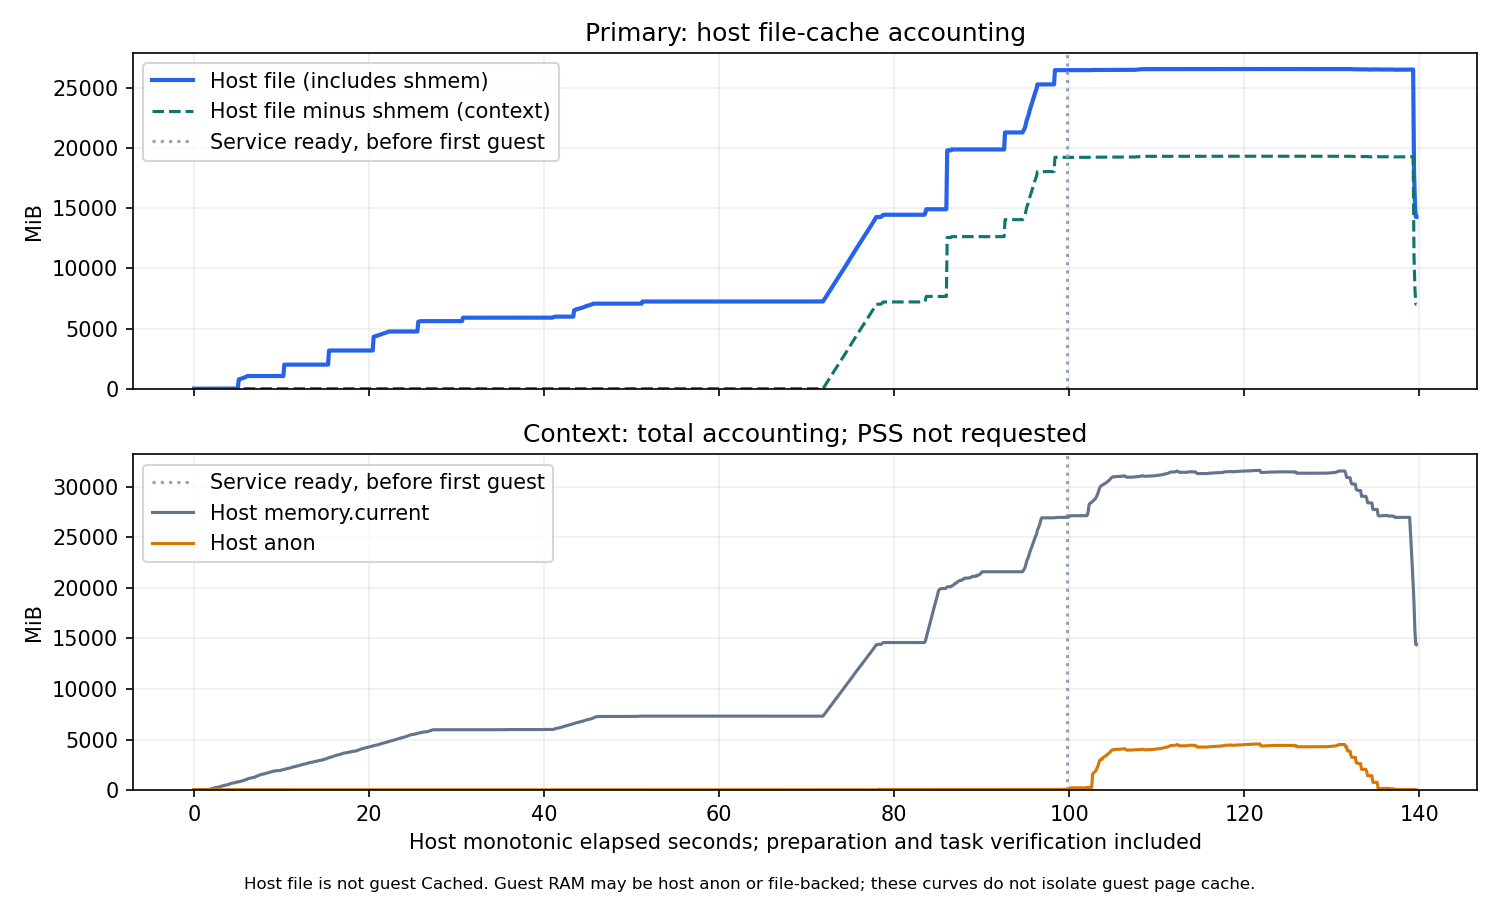 Primary: host file-cache accounting
Host file (includes shmem)
Host file minus shmem (context)
Service ready, before first guest
MiB
25000
20000
15000
10000
5000
0
Context: total accounting; PSS not requested
Service ready, before first guest
Host memory.current
Host anon
MiB
30000
25000
20000
15000
10000
5000
0
0 20 40 60 80 100 120 140
Host monotonic elapsed seconds; preparation and task verification included
Host file is not guest Cached. Guest RAM may be host anon or file-backed; these curves do not isolate guest page cache.